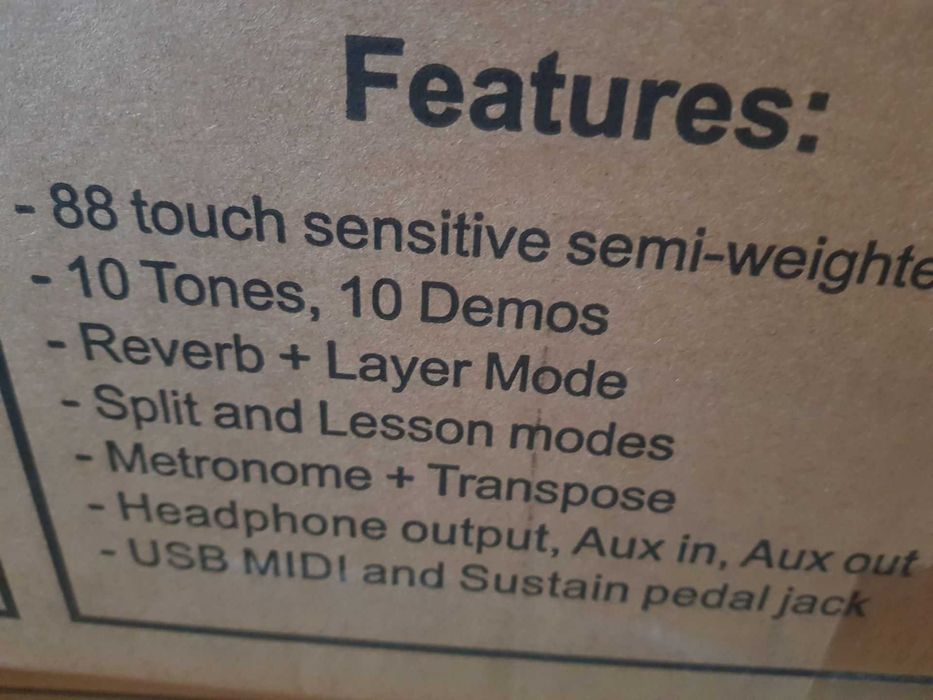 Features:
- 88 touch sensitive semi-weighte
- 10 Tones, 10 Demos
- Reverb + Layer Mode
- Split and Lesson modes
- Metronome + Transpose
- Headphone output, Aux in, Aux out
- USB MIDI and Sustain pedal jack